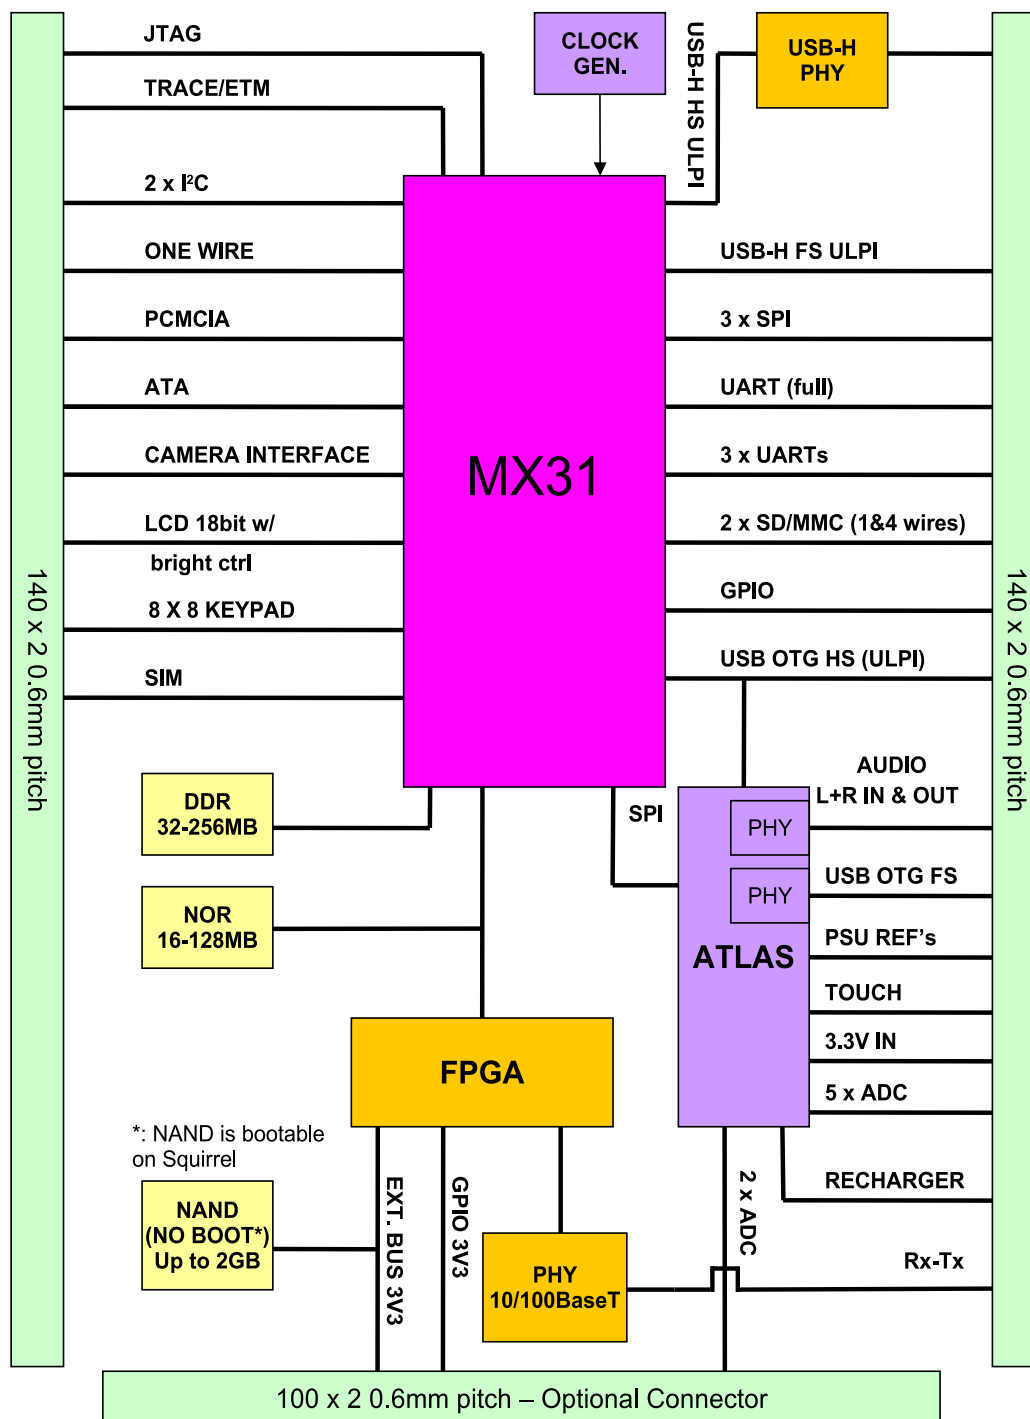 JTAG
TRACE/ETM
2 x I²C
ONE WIRE
PCMCIA
ATA
CAMERA INTERFACE
LCD 18bit w/
bright ctrl
8 X 8 KEYPAD
SIM
140 x 2 0.6mm pitch
CLOCK
GEN.
USB-H HS ULPI
USB-H
PHY
MX31
USB-H FS ULPI
3 x SPI
UART (full)
3 x UARTs
2 x SD/MMC (1&4 wires)
GPIO
USB OTG HS (ULPI)
140 x 2 0.6mm pitch
DDR
32-256MB
NOR
16-128MB
SPI
PHY
PHY
ATLAS
AUDIO
L+R IN & OUT
USB OTG FS
PSU REF's
TOUCH
3.3V IN
5 x ADC
RECHARGER
Rx-Tx
FPGA
*: NAND is bootable
on Squirrel
NAND
(NO BOOT*)
Up to 2GB
EXT. BUS 3V3
GPIO 3V3
PHY
10/100BaseT
2 x ADC
100 x 2 0.6mm pitch – Optional Connector